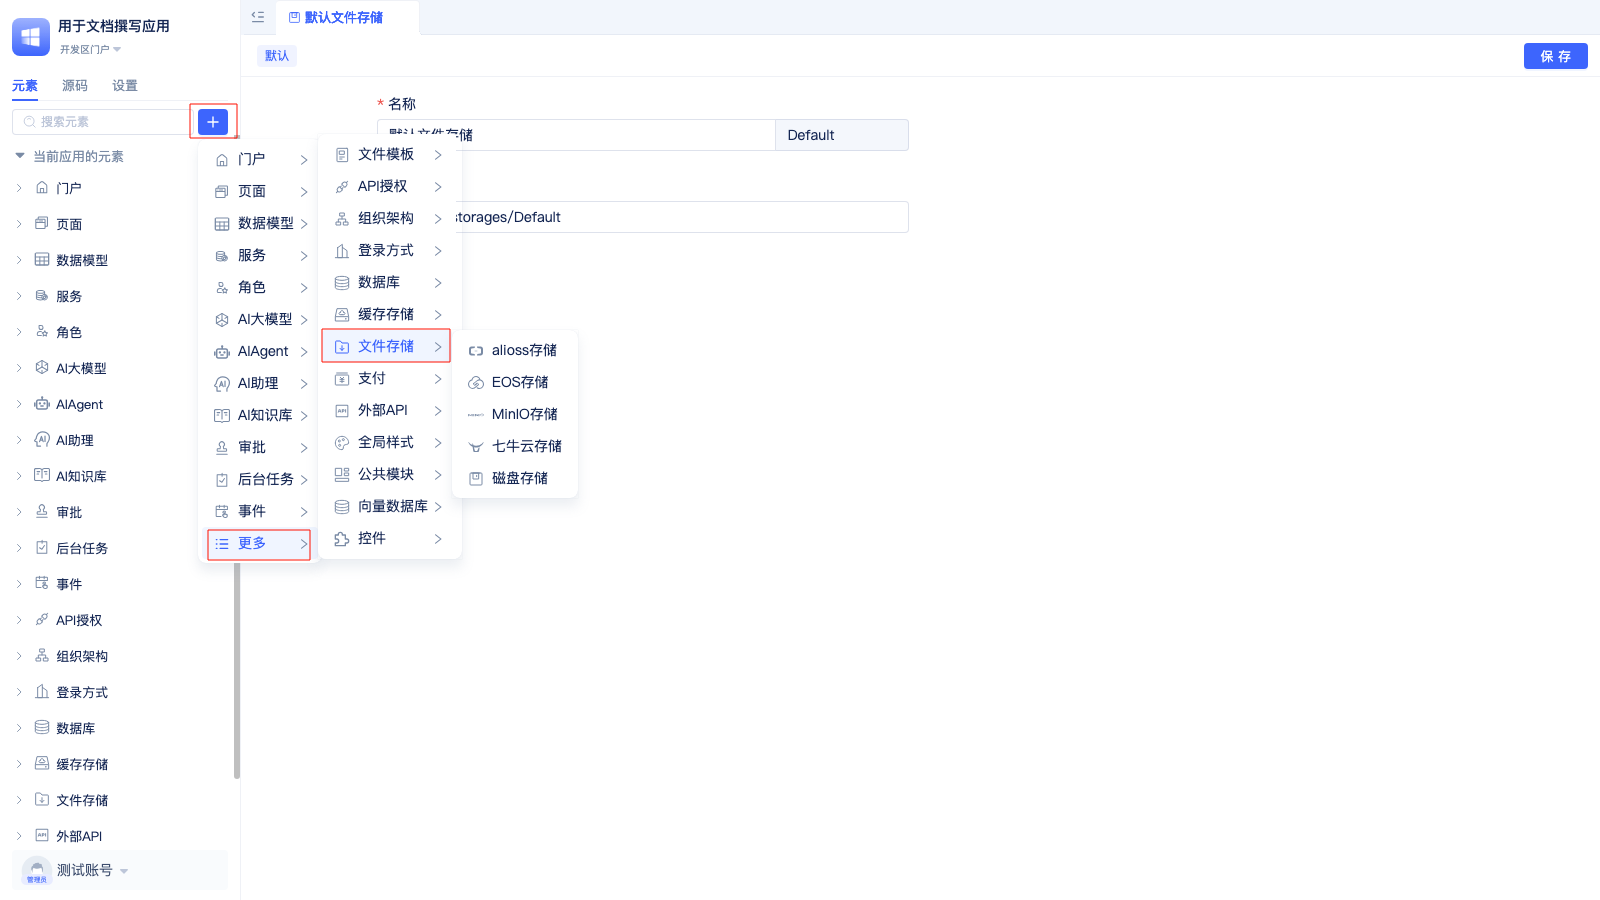 用于文档撰写应用
开发区门户
元素 源码 设置
搜索元素
当前应用的元素
门户
页面
数据模型
服务
角色
AI大模型
AIAgent
AI助理
AI知识库
审批
后台任务
事件
API授权
组织架构
登录方式
数据库
缓存存储
文件存储
外部API
管理员
测试账号
默认文件存储
默认
保 存
* 名称
默认文件存储 Default
storages/Default
门户
页面
数据模型
服务
角色
AI大模型
AIAgent
AI助理
AI知识库
审批
后台任务
事件
更多
文件模板
API授权
组织架构
登录方式
数据库
缓存存储
文件存储
支付
外部API
全局样式
公共模块
向量数据库
控件
alioss存储
EOS存储
MinIO存储
七牛云存储
磁盘存储